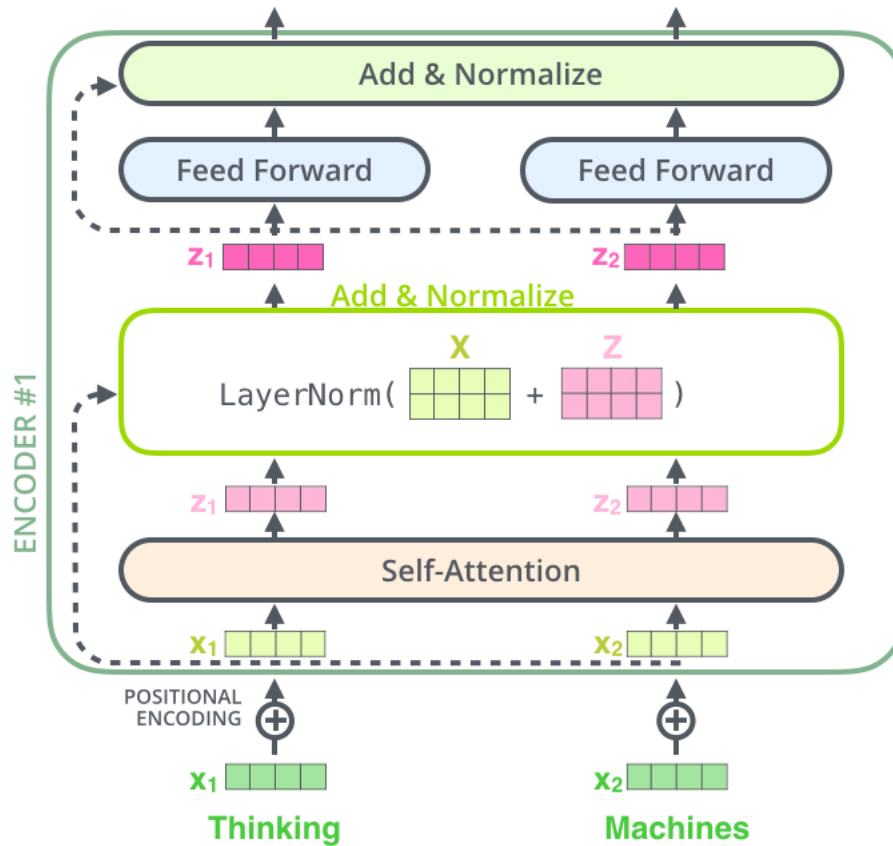 Add & Normalize
Feed Forward
Feed Forward
z1
z2
Add & Normalize
X
Z
LayerNorm( + )
ENCODER #1
z1
z2
Self-Attention
x1
x2
POSITIONAL
ENCODING
x1
x2
Thinking
Machines